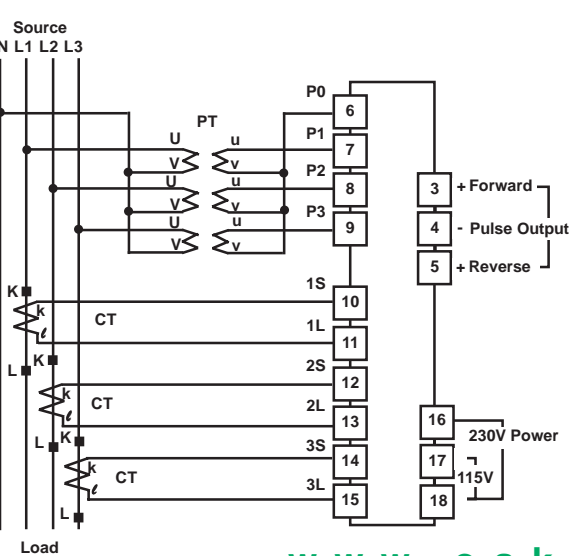 Source
N L1 L2 L3
P0
6
PT
P1
U
u
7
V
v
P2
U
u
8
V
v
P3
U
u
9
V
v
3
+ Forward
4
- Pulse Output
5
+ Reverse
K
k
1S
10
CT
ℓ
1L
11
L
K
2S
k
12
CT
2L
ℓ
13
L
K
3S
k
14
CT
3L
ℓ
15
L
16
230V Power
17
115V
18
Load